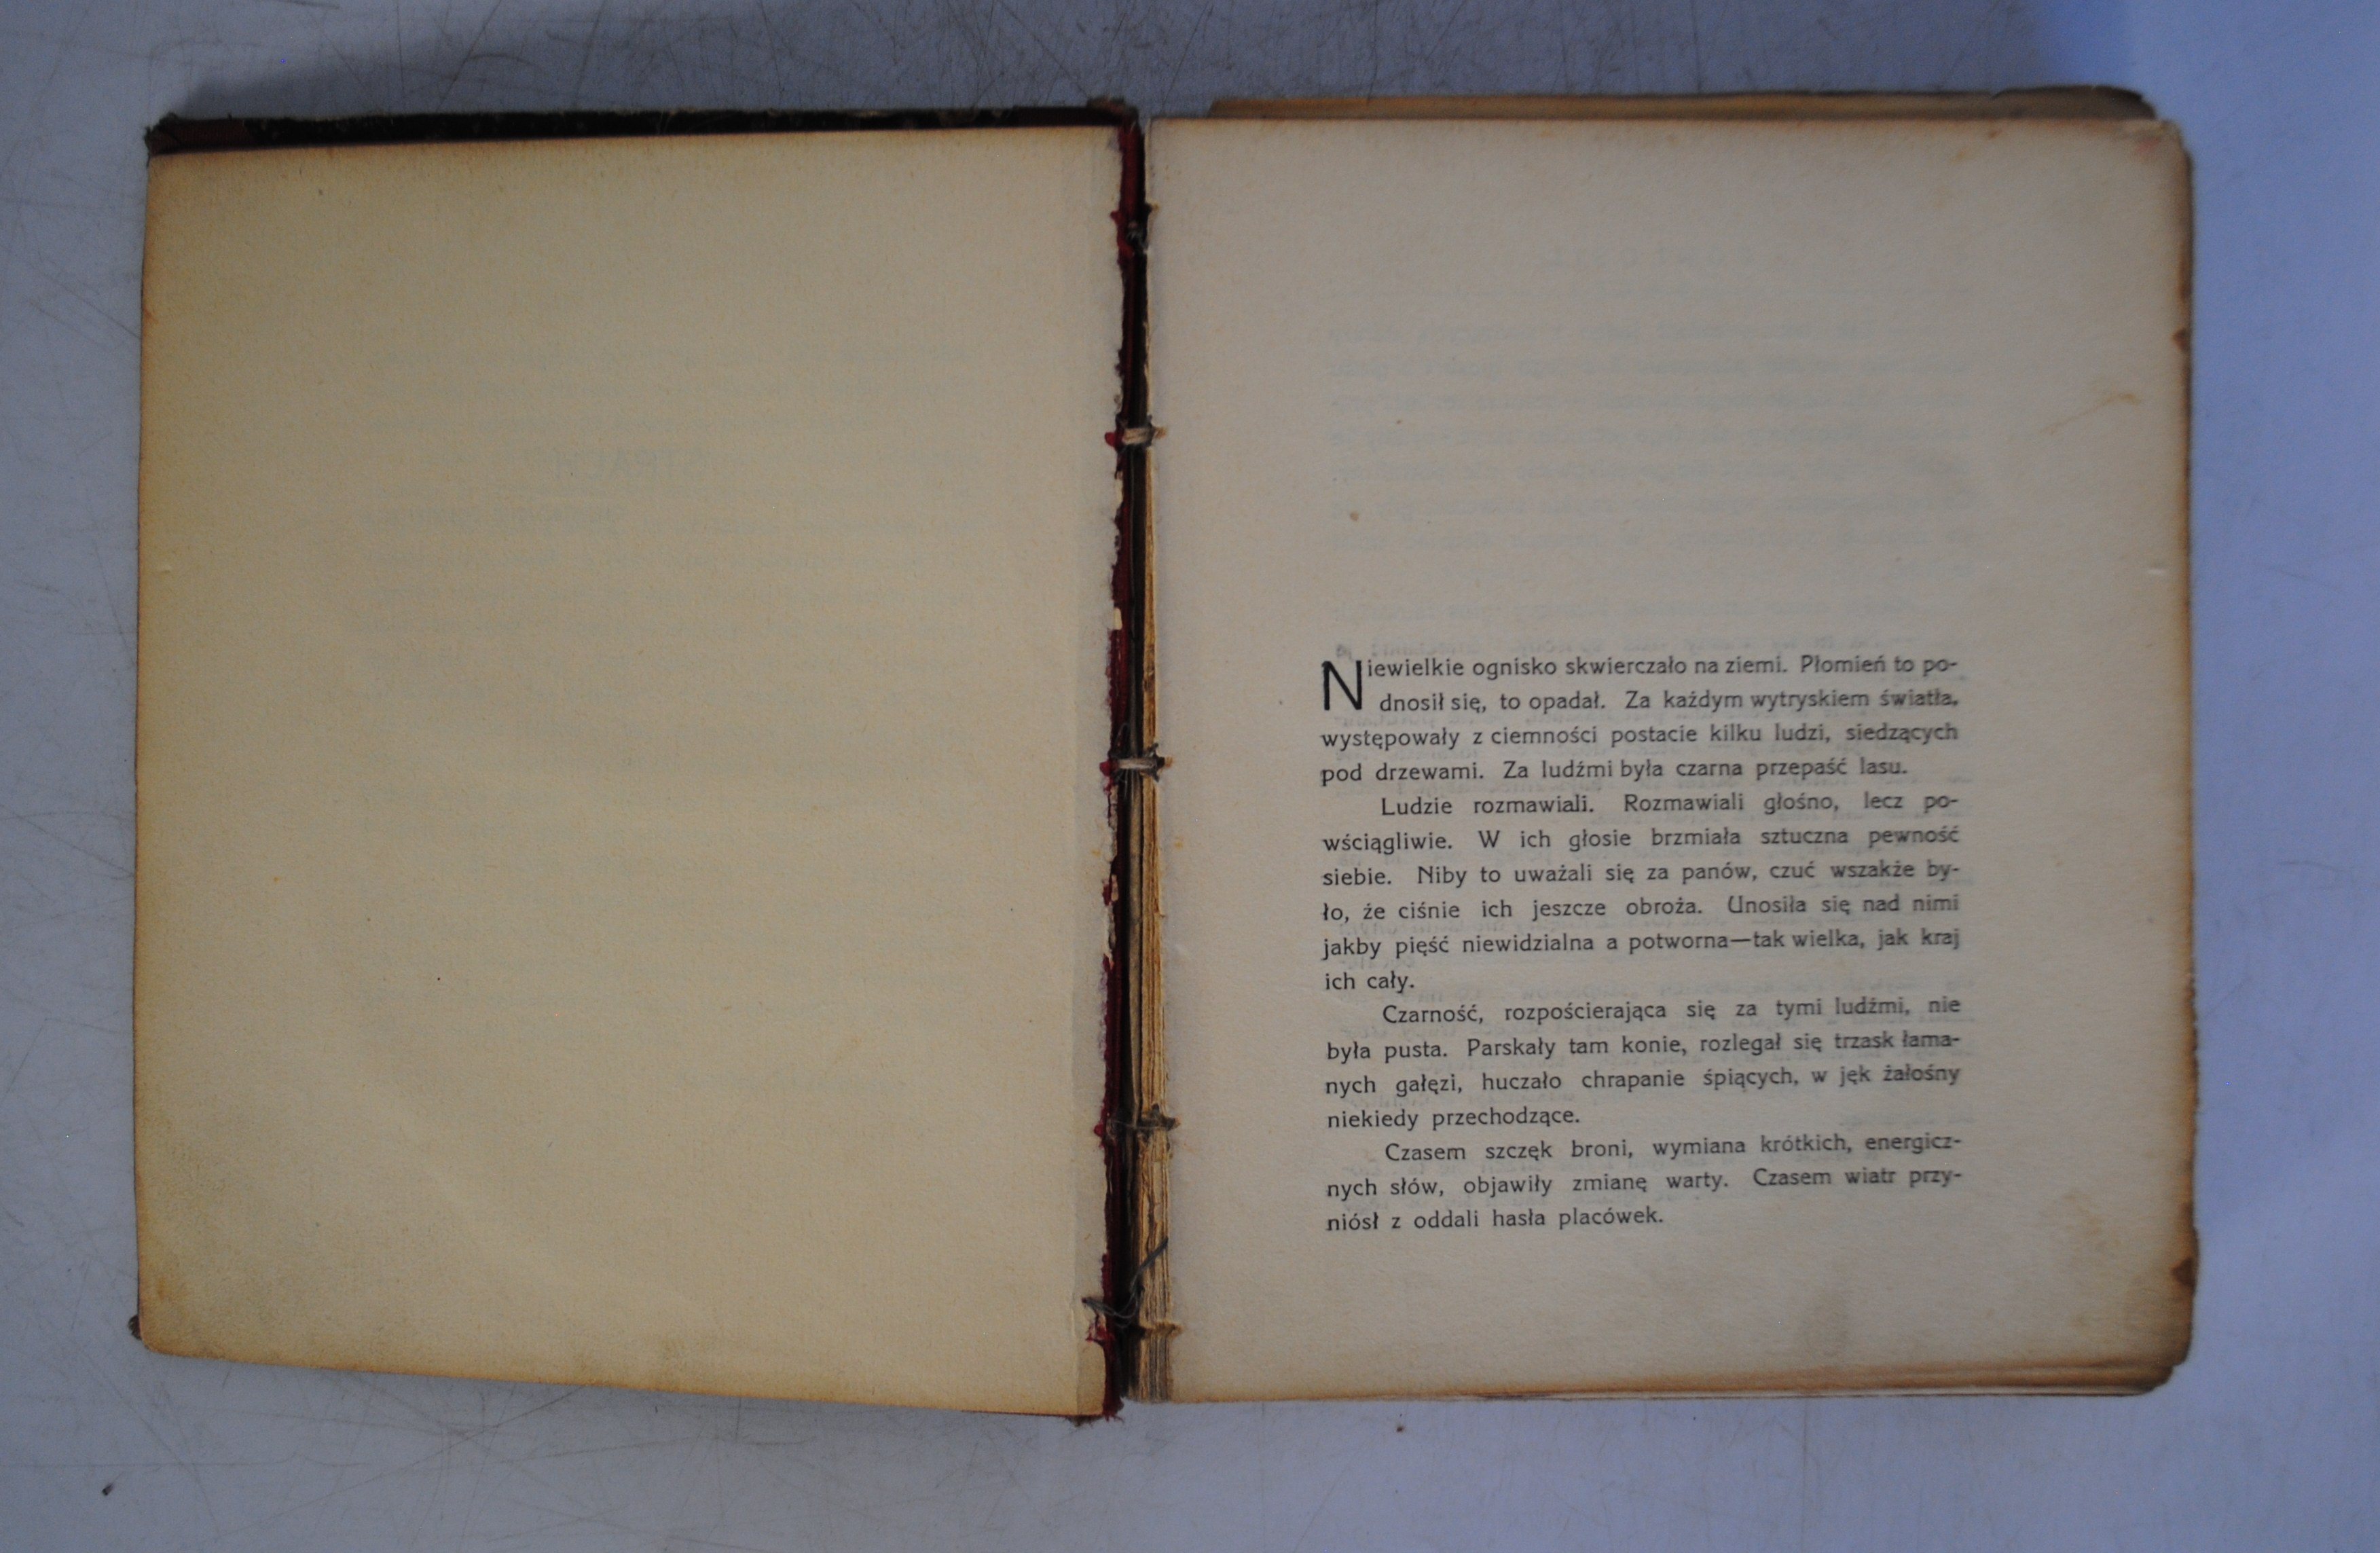 Niewielkie ognisko skwierczało na ziemi. Płomień to po-
dnosił się, to opadał. Za każdym wytryskiem światła,
występowały z ciemności postacie kilku ludzi, siedzących
pod drzewami. Za ludźmi była czarna przepaść lasu.
Ludzie rozmawiali. Rozmawiali głośno, lecz po-
wściągliwie. W ich głosie brzmiała sztuczna pewność
siebie. Niby to uważali się za panów, czuć wszakże by-
ło, że ciśnie ich jeszcze obroża. Unosiła się nad nimi
jakby pięść niewidzialna a potworna—tak wielka, jak kraj
ich cały.
Czarność, rozpościerająca się za tymi ludźmi, nie
była pusta. Parskały tam konie, rozlegał się trzask łama-
nych gałęzi, huczało chrapanie śpiących, w jęk żałośny
niekiedy przechodzące.
Czasem szczęk broni, wymiana krótkich, energicz-
nych słów, objawiły zmianę warty. Czasem wiatr przy-
niósł z oddali hasła placówek.